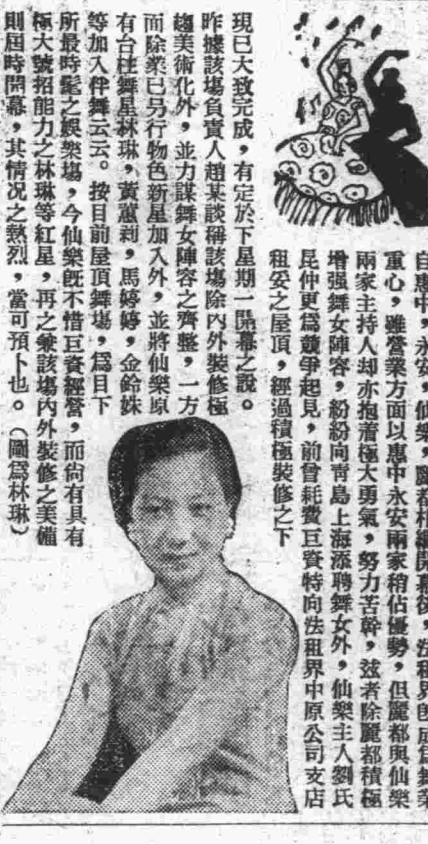 自惠中，永安，仙樂，麗都相繼開幕後，法租界卽成爲舞業
重心，雖營業方面以惠中永安兩家稍佔優勢，但麗都與仙樂
兩家主持人却亦抱着極大勇氣，努力苦幹，茲者除麗都積極
增强舞女陣容，紛紛向靑島上海添聘舞女外，仙樂主人劉氏
昆仲更爲競爭起見，前曾耗費巨資特向法租界中原公司支店
租妥之屋頂，經過積極裝修之下
現已大致完成，有定於下星期一開幕之說。
昨據該塲負責人趙某談稱該塲除內外裝修極
趨美術化外，並力謀舞女陣容之齊整，一方
面除業已另行物色新星加入外，並將仙樂原
有台柱舞星林琳，黃蕙莉，馬婷婷，金鈴妹
等加入伴舞云云。按目前屋頂舞塲，爲目下
所最時髦之娛樂塲，今仙樂旣不惜巨資經營，而尙有具有
極大號招能力之林琳等紅星，再之兼該塲內外裝修之美備
則屆時開幕，其情况之熱烈，當可預卜也。（圖爲林琳）